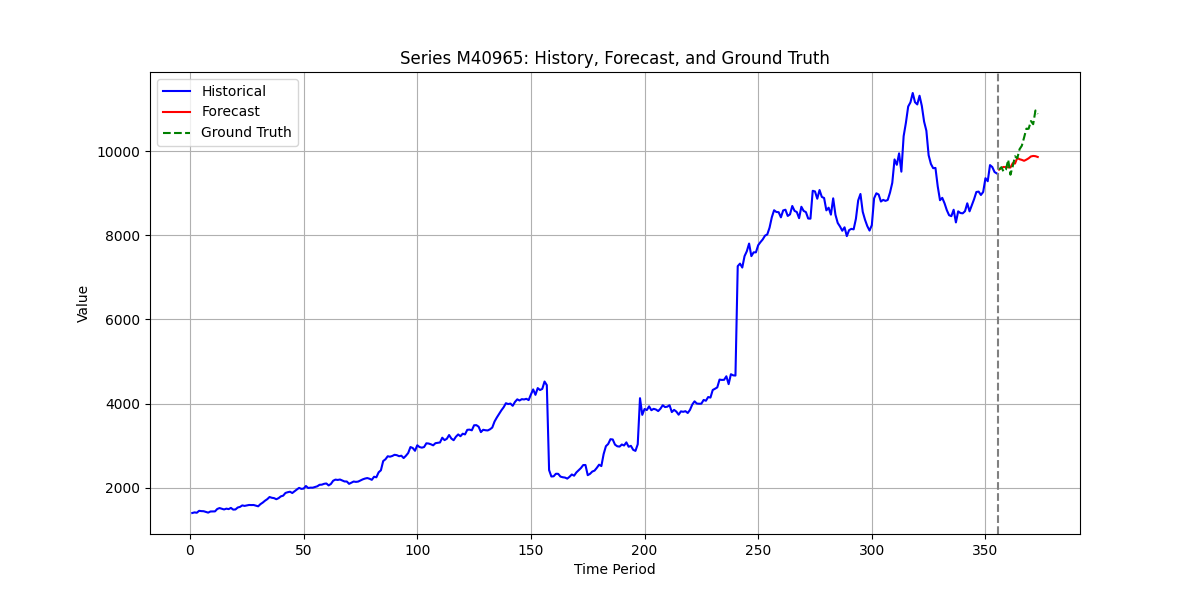 Series M40965: History, Forecast, and Ground Truth
Historical
Forecast
Ground Truth
10000
8000
6000
4000
2000
Value
0
50
100
150
200
250
300
350
Time Period